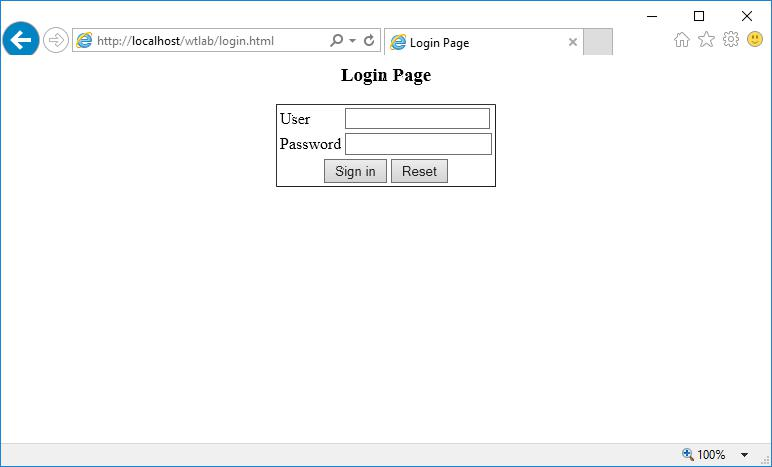 http://localhost/wtlab/login.html
Login Page
Login Page
User
Password
Sign in Reset
100%